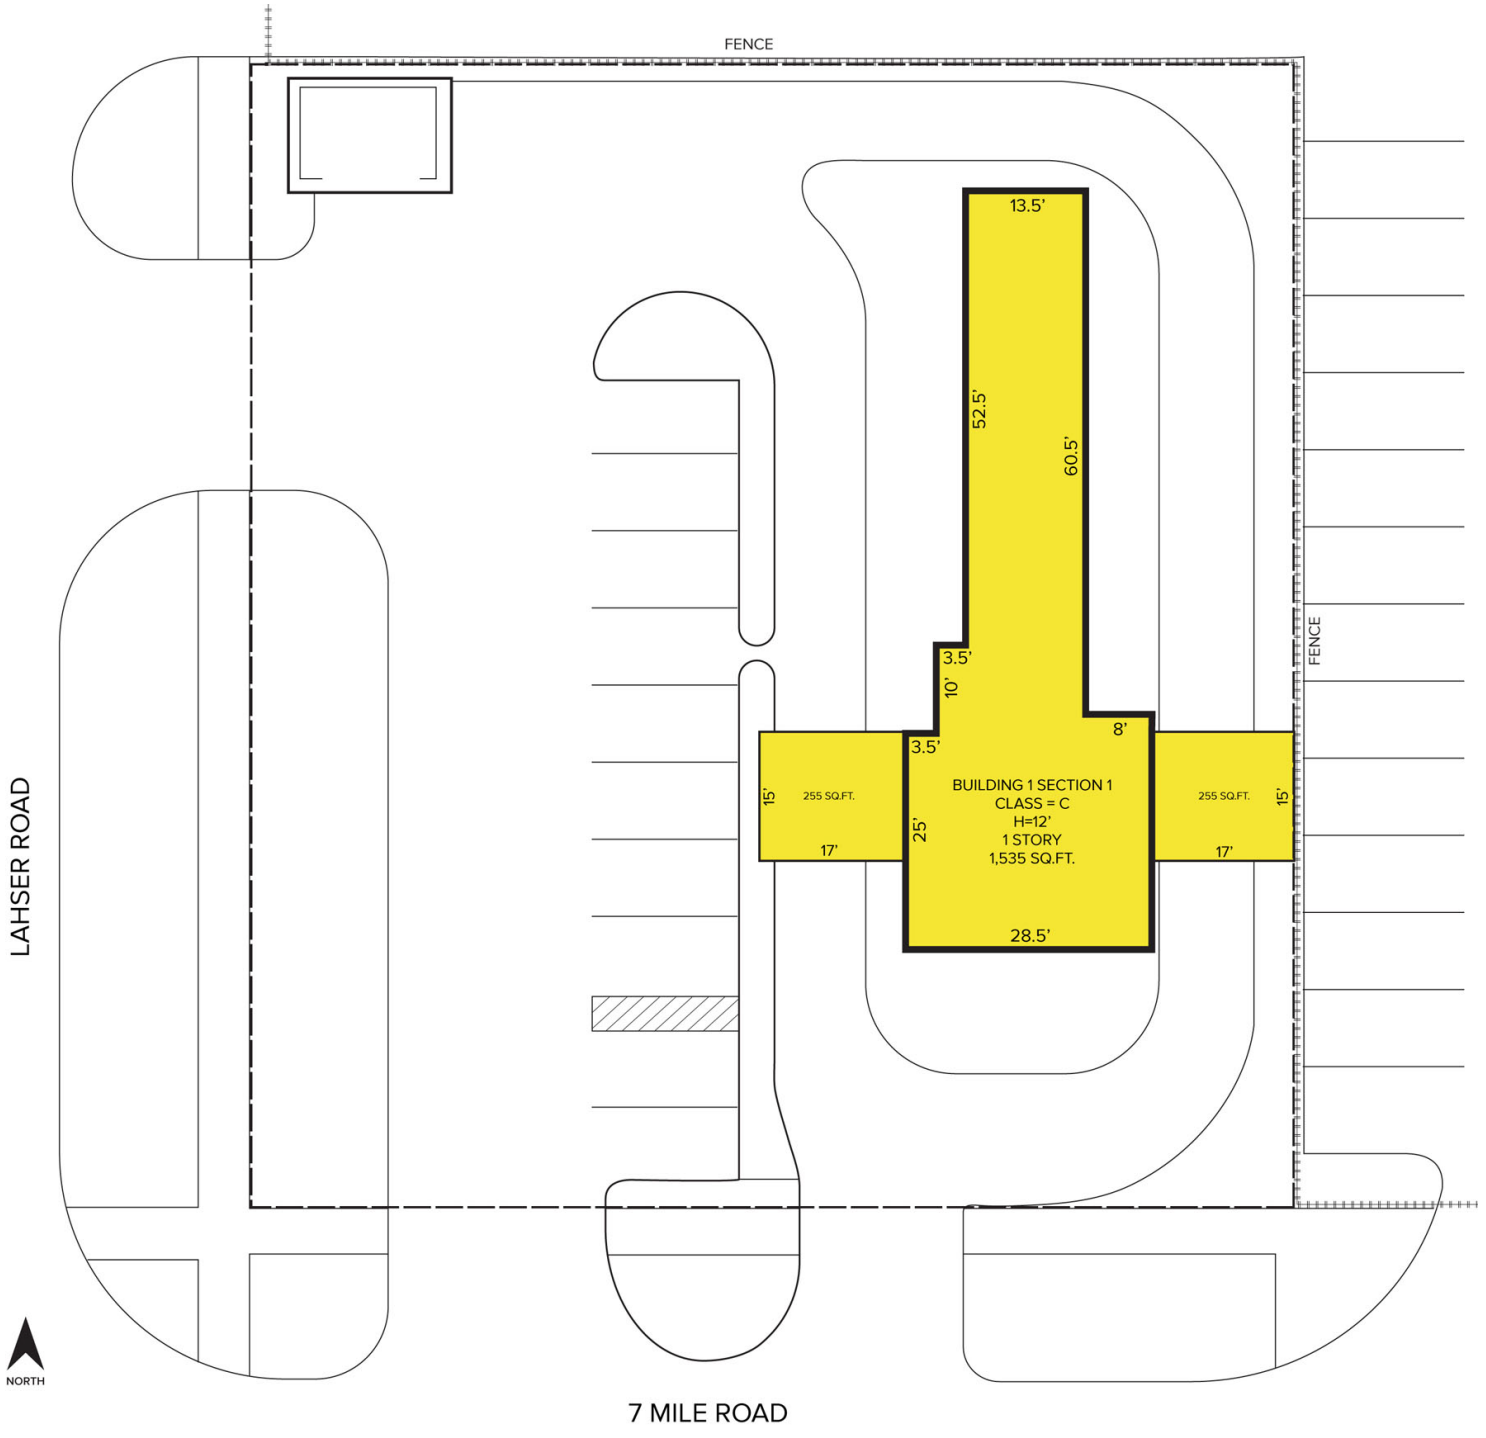 FENCE
13.5’
52.5’
60.5’
FENCE
3.5’
10’
8’
3.5’
15’
255 SQ.FT.
17’
25’
BUILDING 1 SECTION 1
CLASS = C
H=12’
1 STORY
1,535 SQ.FT.
28.5’
255 SQ.FT.
15’
17’
LAHSER ROAD
NORTH
7 MILE ROAD